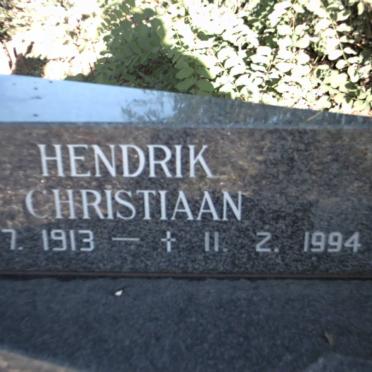 HENDRIK
CHRISTIAAN
7. 1913 — † 11. 2. 1994